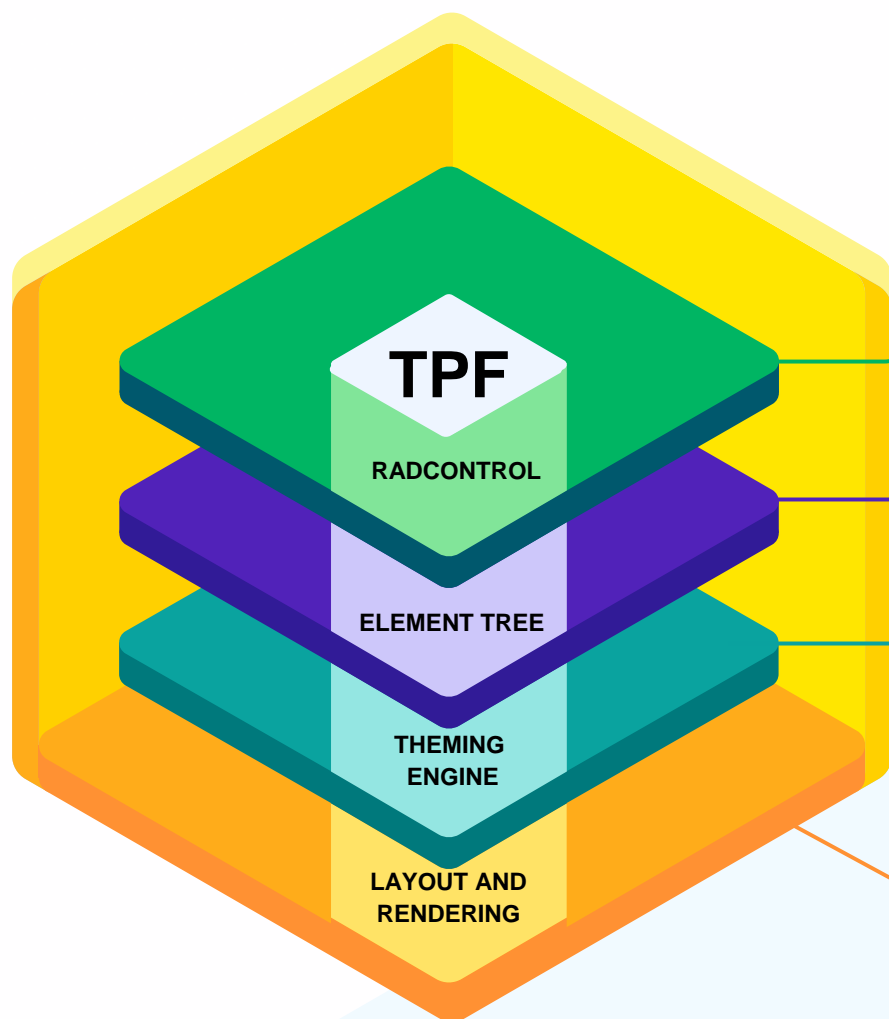 TPF
RADCONTROL
ELEMENT TREE
THEMING
ENGINE
LAYOUT AND
RENDERING